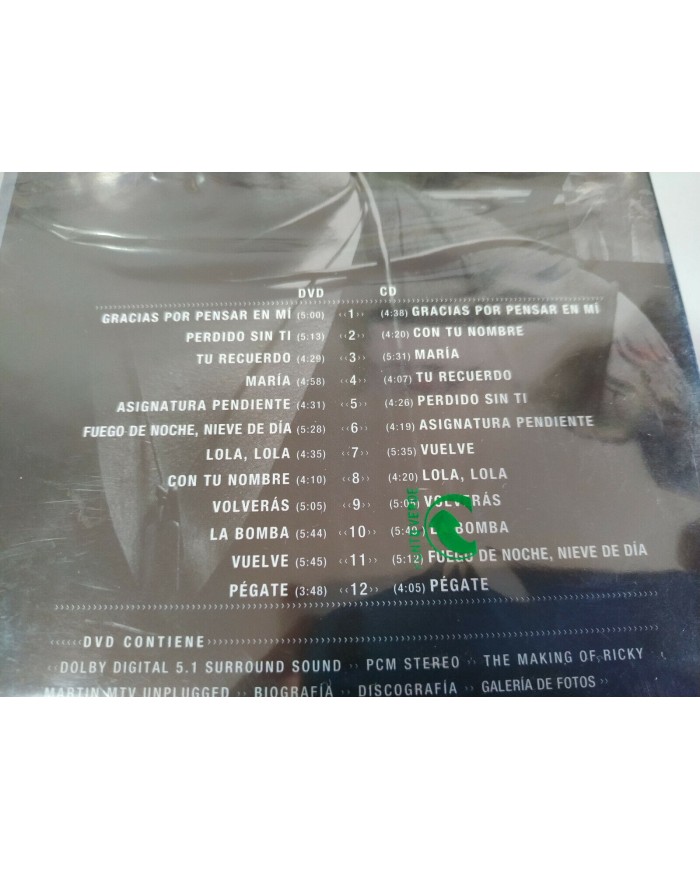 DVD CD
GRACIAS POR PENSAR EN MÍ (5:00) ‹‹1›› (4:38) GRACIAS POR PENSAR EN MÍ
PERDIDO SIN TI (5:13) ‹‹2›› (4:20) CON TU NOMBRE
TU RECUERDO (4:29) ‹‹3›› (5:31) MARÍA
MARÍA (4:58) ‹‹4›› (4:07) TU RECUERDO
ASIGNATURA PENDIENTE (4:31) ‹‹5›› (4:26) PERDIDO SIN TI
FUEGO DE NOCHE, NIEVE DE DÍA (5:28) ‹‹6›› (4:19) ASIGNATURA PENDIENTE
LOLA, LOLA (4:35) ‹‹7›› (5:35) VUELVE
CON TU NOMBRE (4:10) ‹‹8›› (4:20) LOLA, LOLA
VOLVERÁS (5:05) ‹‹9›› VOLVERÁS
LA BOMBA (5:44) ‹‹10›› LA BOMBA
VUELVE (5:45) ‹‹11›› (5:12) FUEGO DE NOCHE, NIEVE DE DÍA
PÉGATE (3:48) ‹‹12›› (4:05) PÉGATE
DVD CONTIENE
‹‹DOLBY DIGITAL 5.1 SURROUND SOUND ›› PCM STEREO ›› THE MAKING OF RICKY
MARTIN MTV UNPLUGGED ›› BIOGRAFÍA ›› DISCOGRAFÍA ›› GALERÍA DE FOTOS ››